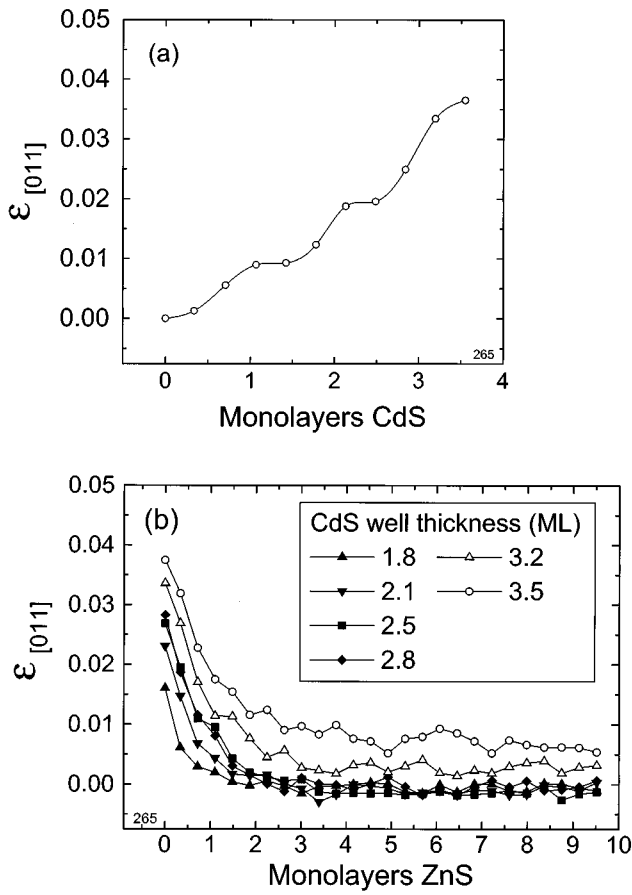 0.05
(a)
0.04
0.03
0.02
0.01
0.00
ε [011]
265
0 1 2 3 4
Monolayers CdS
0.05
(b)
CdS well thickness (ML)
1.8 3.2
2.1 3.5
2.5
2.8
0.04
0.03
0.02
0.01
0.00
ε [011]
265
0 1 2 3 4 5 6 7 8 9 10
Monolayers ZnS